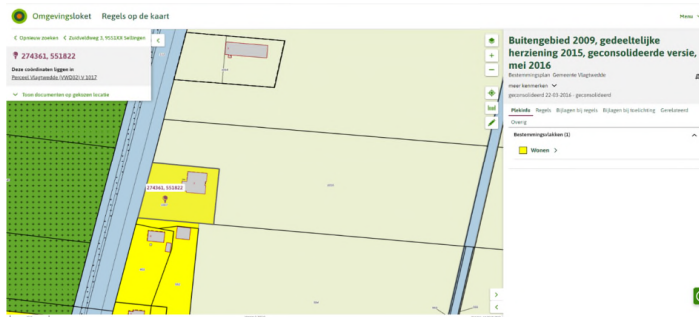 Omgevingsloket Regels op de kaart
Menu
< Opnieuw zoeken < Zuidveldweg 3, 9551XX Sellingen
274361, 551822
Deze coördinaten liggen in
Perceel Vlagtwedde (VWD02) V 1017
Toon documenten op gekozen locatie
274361, 551822
Buitengebied 2009, gedeeltelijke
herziening 2015, geconsolideerde versie,
mei 2016
Bestemmingsplan Gemeente Vlagtwedde
meer kenmerken
geconsolideerd 22-03-2016 - geconsolideerd
Plekinfo Regels Bijlagen bij regels Bijlagen bij toelichting Gerelateerd
Overig
Bestemmingsvlakken (1)
Wonen >